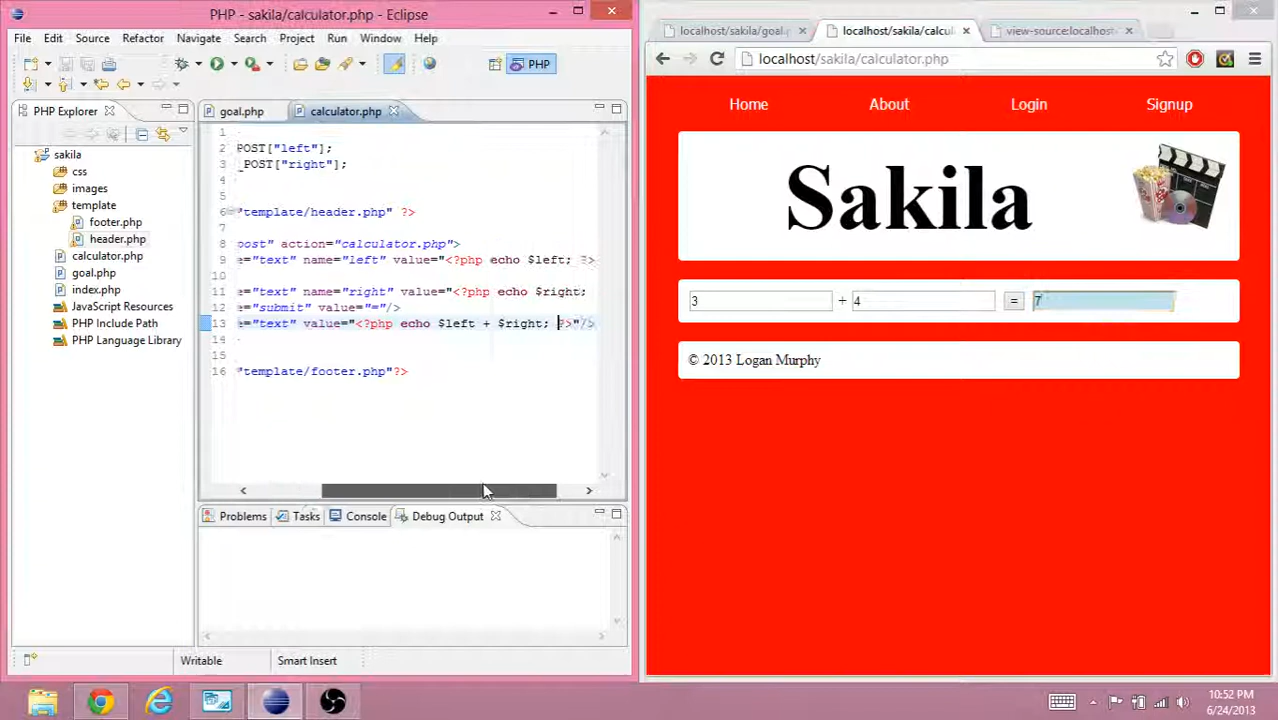 PHP - sakila/calculator.php - Eclipse
File Edit Source Refactor Navigate Search Project Run Window Help
PHP
PHP Explorer
sakila
css
images
template
footer.php
header.php
calculator.php
goal.php
index.php
JavaScript Resources
PHP Include Path
PHP Language Library
goal.php
calculator.php
1
2 POST["left"];
3 _POST["right"];
4
5
6 "template/header.php" ?>
7
8 post" action="calculator.php">
9 e="text" name="left" value="<?php echo $left; ?>
10
11 e="text" name="right" value="<?php echo $right;
12 e="submit" value="="/>
13 e="text" value="<?php echo $left + $right; ?>"/>
14
15
16 "template/footer.php"?>
Problems Tasks Console Debug Output
Writable Smart Insert
localhost/sakila/goal.
localhost/sakila/calcul
view-source:localhost
localhost/sakila/calculator.php
Home About Login Signup
Sakila
3 + 4 = 7
© 2013 Logan Murphy
10:52 PM
6/24/2013